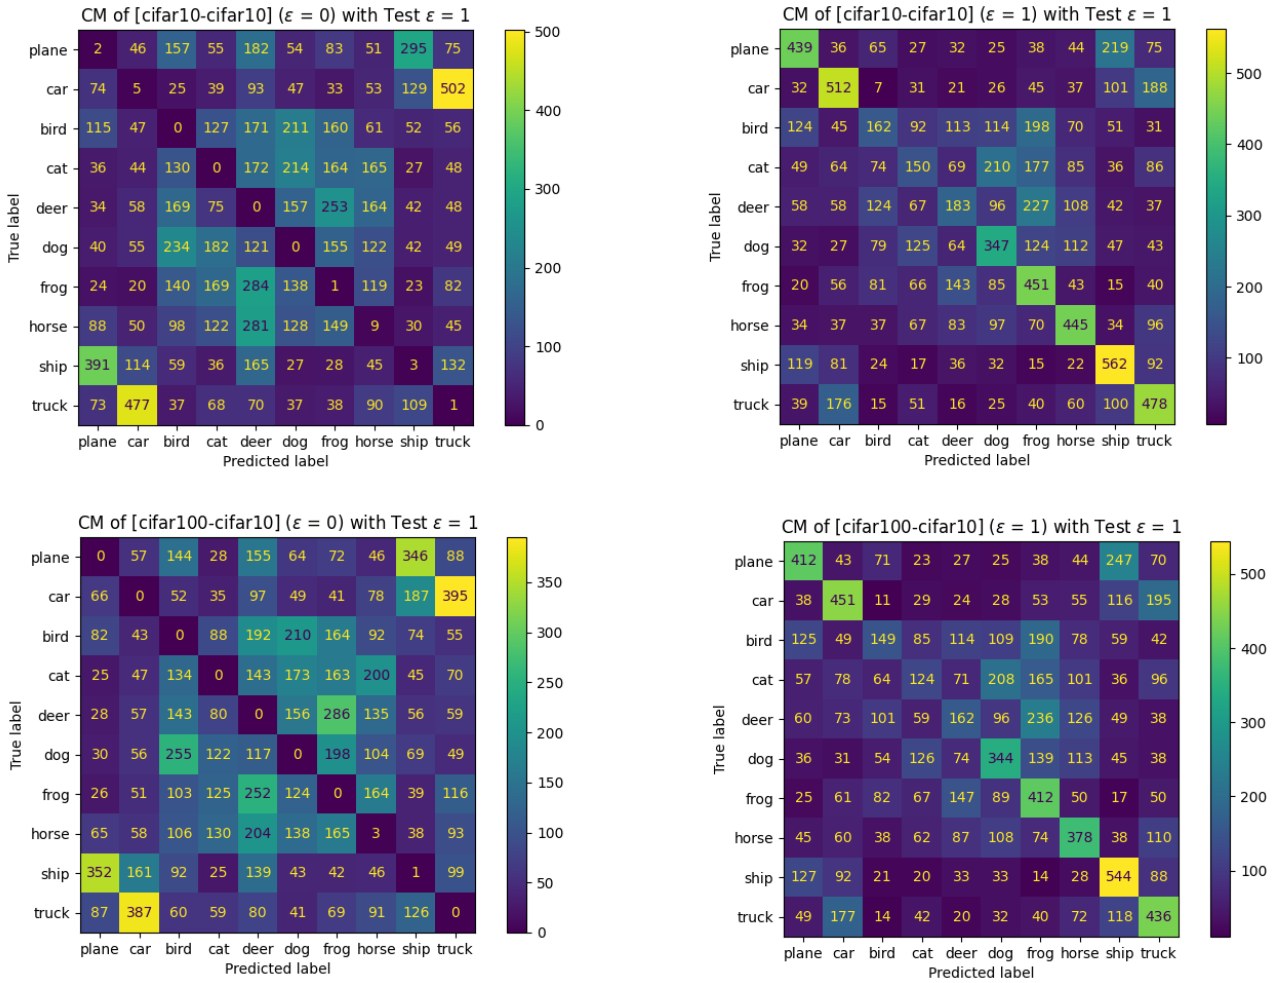 CM of [cifar10-cifar10] (ε = 0) with Test ε = 1
True label
plane 2 46 157 55 182 54 83 51 295 75
car 74 5 25 39 93 47 33 53 129 502
bird 115 47 0 127 171 211 160 61 52 56
cat 36 44 130 0 172 214 164 165 27 48
deer 34 58 169 75 0 157 253 164 42 48
dog 40 55 234 182 121 0 155 122 42 49
frog 24 20 140 169 284 138 1 119 23 82
horse 88 50 98 122 281 128 149 9 30 45
ship 391 114 59 36 165 27 28 45 3 132
truck 73 477 37 68 70 37 38 90 109 1
plane car bird cat deer dog frog horse ship truck
Predicted label
500
400
300
200
100
0
CM of [cifar10-cifar10] (ε = 1) with Test ε = 1
True label
plane 439 36 65 27 32 25 38 44 219 75
car 32 512 7 31 21 26 45 37 101 188
bird 124 45 162 92 113 114 198 70 51 31
cat 49 64 74 150 69 210 177 85 36 86
deer 58 58 124 67 183 96 227 108 42 37
dog 32 27 79 125 64 347 124 112 47 43
frog 20 56 81 66 143 85 451 43 15 40
horse 34 37 37 67 83 97 70 445 34 96
ship 119 81 24 17 36 32 15 22 562 92
truck 39 176 15 51 16 25 40 60 100 478
plane car bird cat deer dog frog horse ship truck
Predicted label
500
400
300
200
100
CM of [cifar100-cifar10] (ε = 0) with Test ε = 1
True label
plane 0 57 144 28 155 64 72 46 346 88
car 66 0 52 35 97 49 41 78 187 395
bird 82 43 0 88 192 210 164 92 74 55
cat 25 47 134 0 143 173 163 200 45 70
deer 28 57 143 80 0 156 286 135 56 59
dog 30 56 255 122 117 0 198 104 69 49
frog 26 51 103 125 252 124 0 164 39 116
horse 65 58 106 130 204 138 165 3 38 93
ship 352 161 92 25 139 43 42 46 1 99
truck 87 387 60 59 80 41 69 91 126 0
plane car bird cat deer dog frog horse ship truck
Predicted label
350
300
250
200
150
100
50
0
CM of [cifar100-cifar10] (ε = 1) with Test ε = 1
True label
plane 412 43 71 23 27 25 38 44 247 70
car 38 451 11 29 24 28 53 55 116 195
bird 125 49 149 85 114 109 190 78 59 42
cat 57 78 64 124 71 208 165 101 36 96
deer 60 73 101 59 162 96 236 126 49 38
dog 36 31 54 126 74 344 139 113 45 38
frog 25 61 82 67 147 89 412 50 17 50
horse 45 60 38 62 87 108 74 378 38 110
ship 127 92 21 20 33 33 14 28 544 88
truck 49 177 14 42 20 32 40 72 118 436
plane car bird cat deer dog frog horse ship truck
Predicted label
500
400
300
200
100